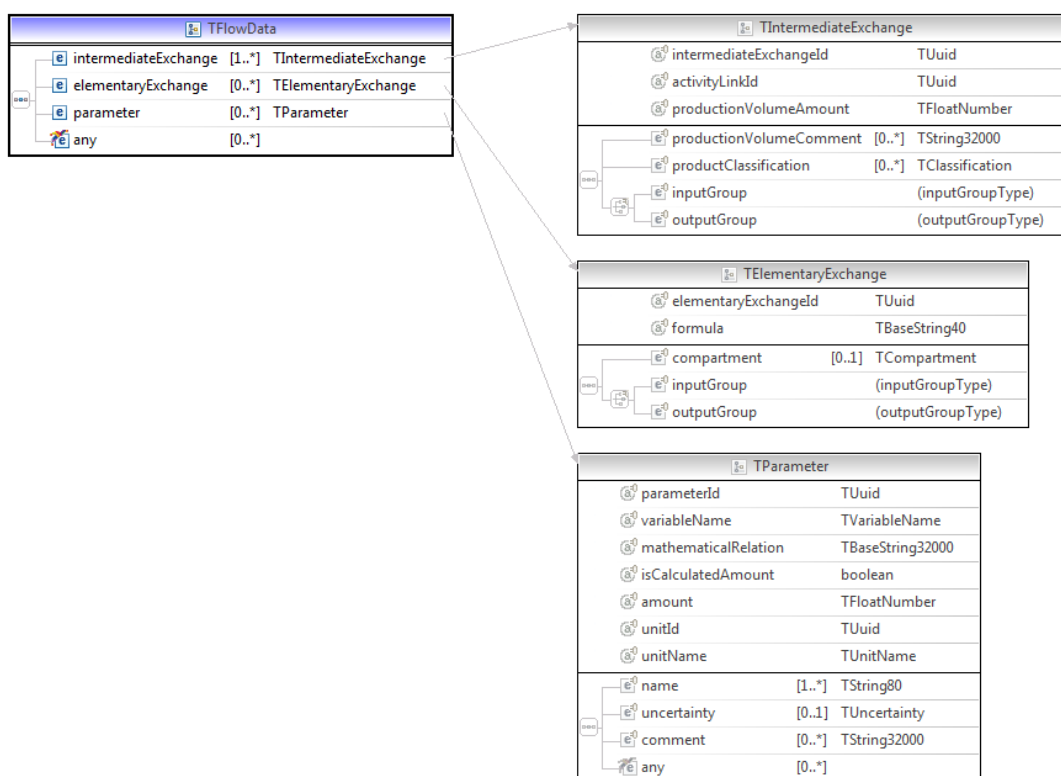 TFlowData
intermediateExchange [1..*] TIntermediateExchange
elementaryExchange [0..*] TElementaryExchange
parameter [0..*] TParameter
any [0..*]
TIntermediateExchange
intermediateExchangeId TUuid
activityLinkId TUuid
productionVolumeAmount TFloatNumber
productionVolumeComment [0..*] TString32000
productClassification [0..*] TClassification
inputGroup (inputGroupType)
outputGroup (outputGroupType)
TElementaryExchange
elementaryExchangeId TUuid
formula TBaseString40
compartment [0..1] TCompartment
inputGroup (inputGroupType)
outputGroup (outputGroupType)
TParameter
parameterId TUuid
variableName TVariableName
mathematicalRelation TBaseString32000
isCalculatedAmount boolean
amount TFloatNumber
unitId TUuid
unitName TUnitName
name [1..*] TString80
uncertainty [0..1] TUncertainty
comment [0..*] TString32000
any [0..*]